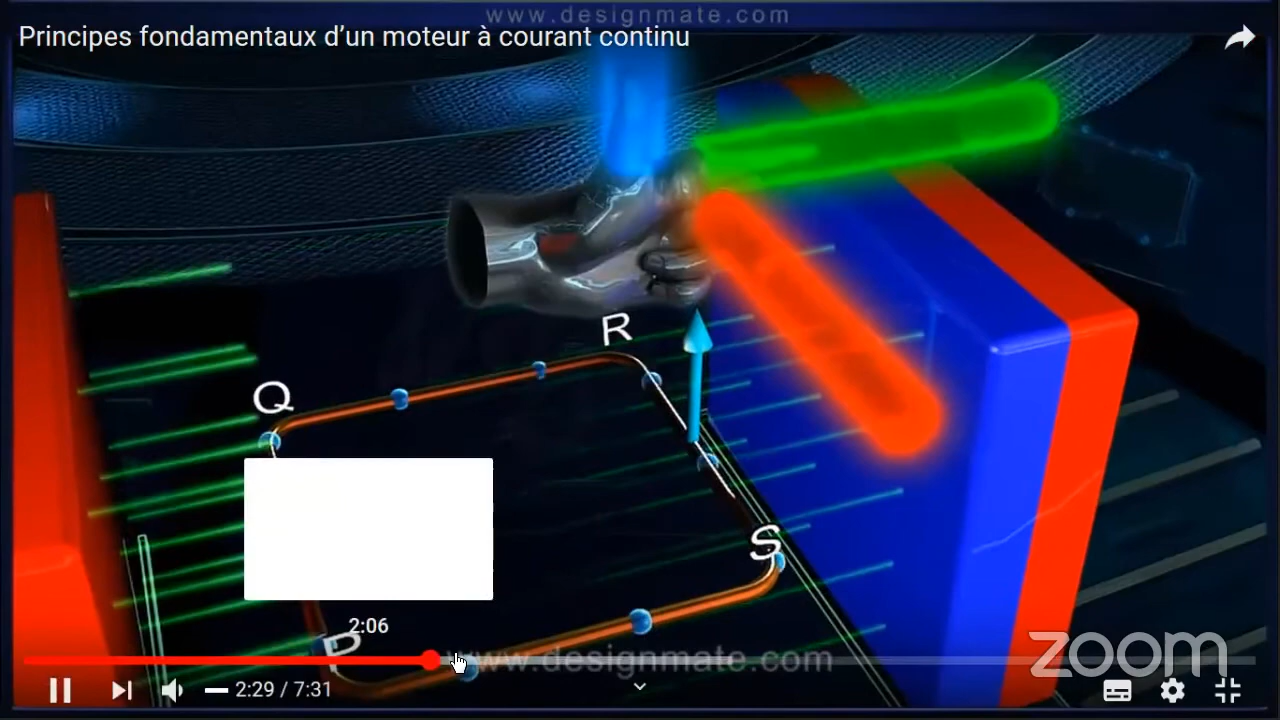 www.designmate.com
Principes fondamentaux d’un moteur à courant continu
R
Q
S
P
2:06
www.designmate.com
zoom
2:29 / 7:31